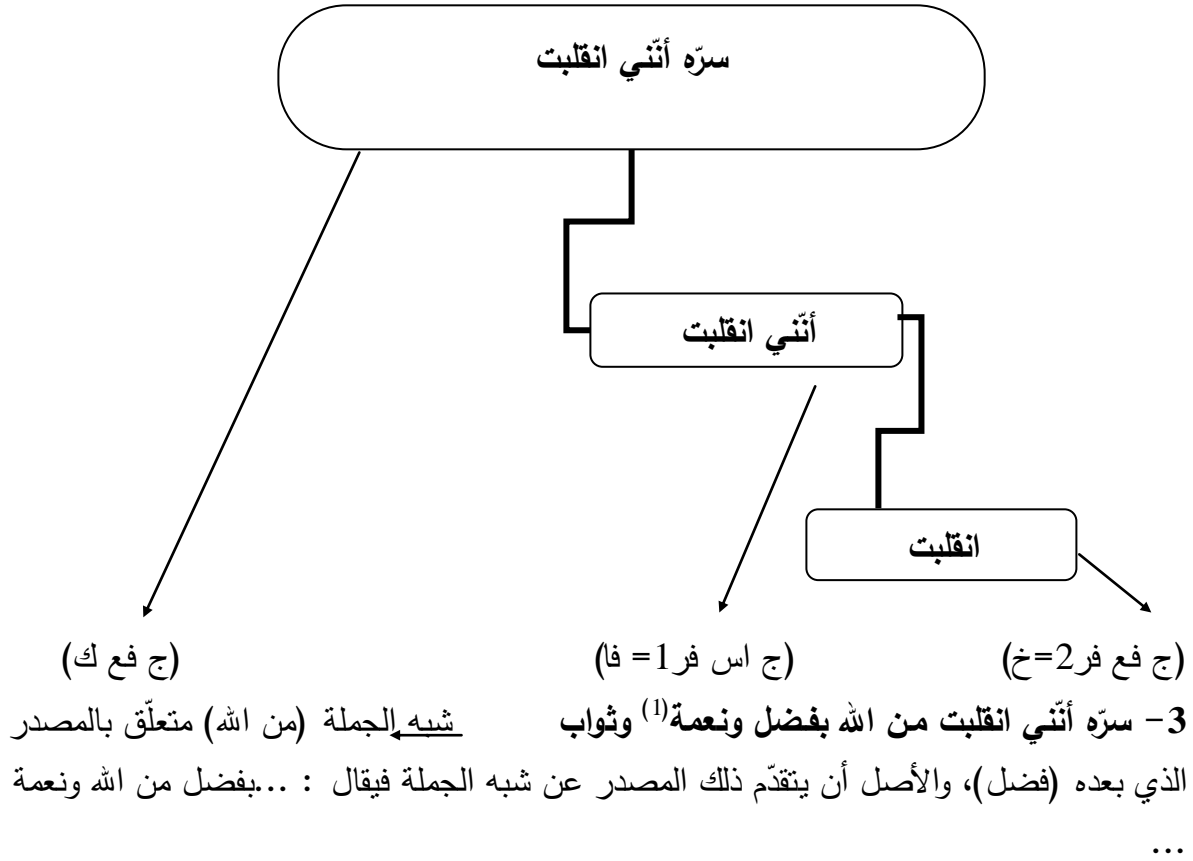 سرّه أنّني انقلبت
أنّني انقلبت
انقلبت
(ج فع فر2=خ) (ج اس فر1= فا) (ج فع ك)
3- سرّه أنّني انقلبت من الله بفضل ونعمة(1) وثواب شبه الجملة (من الله) متعلّق بالمصدر
الذي بعده (فضل)، والأصل أن يتقدّم ذلك المصدر عن شبه الجملة فيقال : ...بفضل من الله ونعمة
...